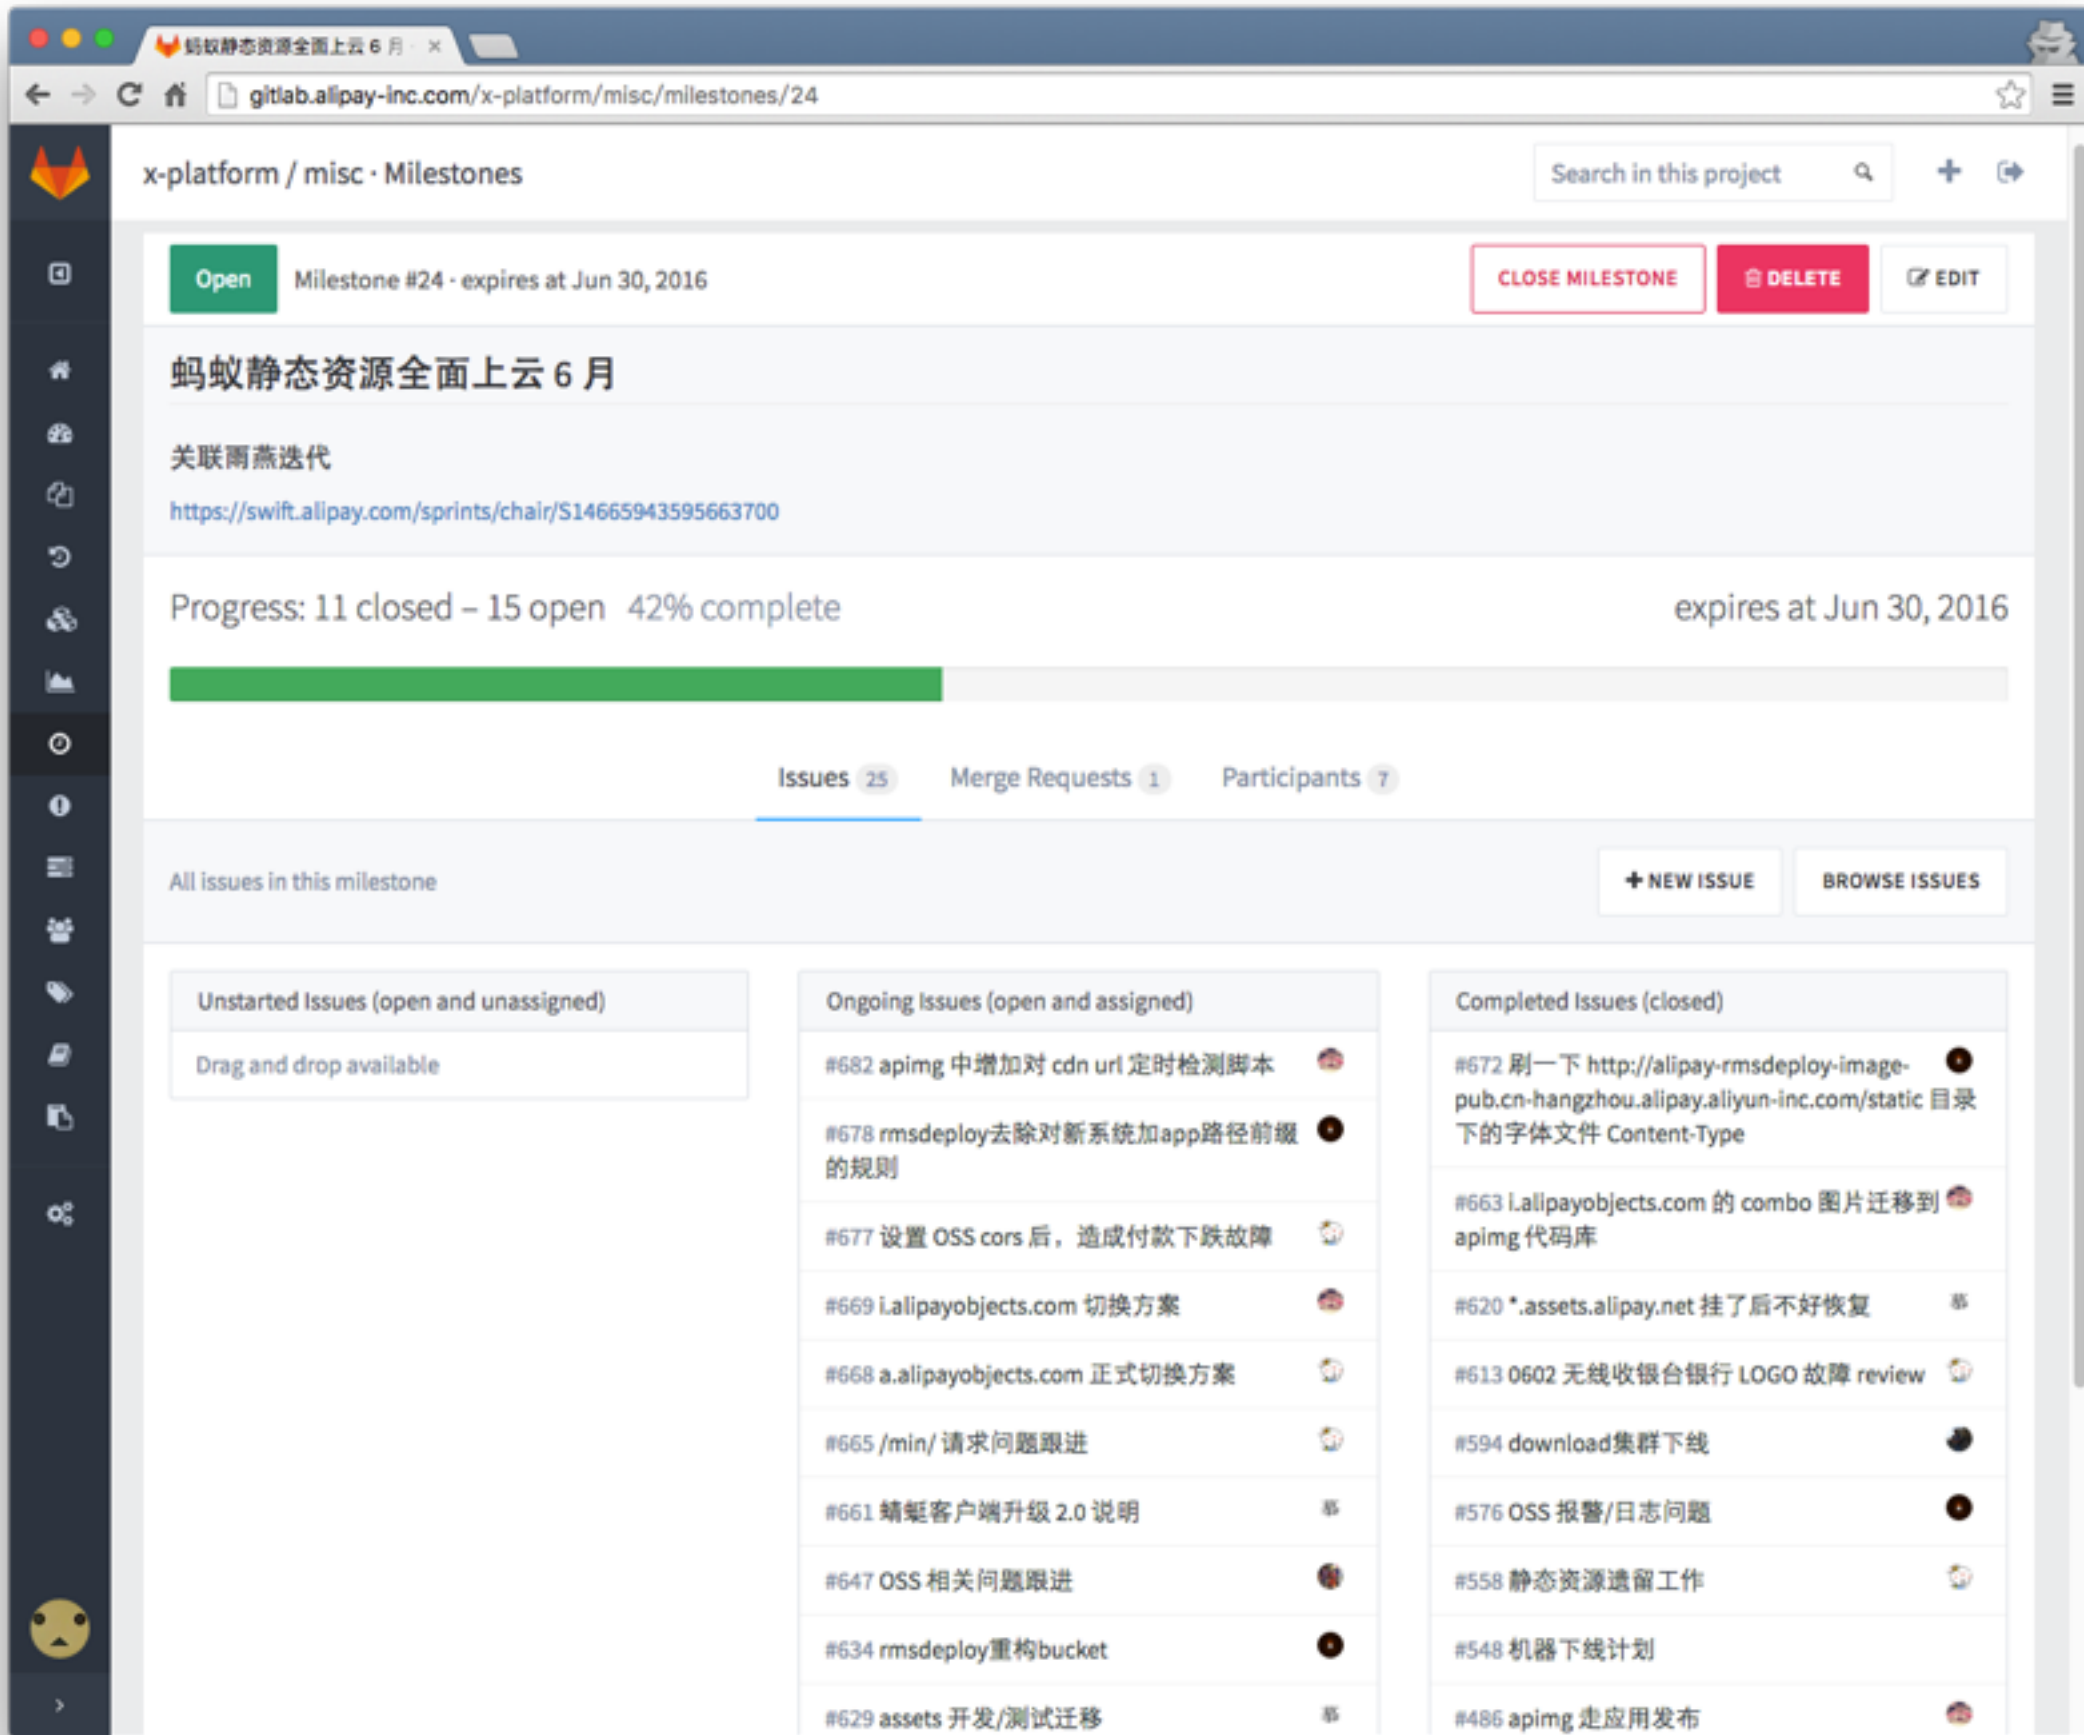 蚂蚁静态资源全面上云 6 月
gitlab.alipay-inc.com/x-platform/misc/milestones/24
x-platform / misc · Milestones
Search in this project
Open
Milestone #24 - expires at Jun 30, 2016
CLOSE MILESTONE
DELETE
EDIT
蚂蚁静态资源全面上云 6 月
关联雨燕迭代
https://swift.alipay.com/sprints/chair/S14665943595663700
Progress: 11 closed – 15 open 42% complete
expires at Jun 30, 2016
Issues 25
Merge Requests 1
Participants 7
All issues in this milestone
NEW ISSUE
BROWSE ISSUES
Unstarted Issues (open and unassigned)
Drag and drop available
Ongoing Issues (open and assigned)
#682 apimg 中增加对 cdn url 定时检测脚本
#678 rmsdeploy去除对新系统加app路径前缀
的规则
#677 设置 OSS cors 后，造成付款下跌故障
#669 i.alipayobjects.com 切换方案
#668 a.alipayobjects.com 正式切换方案
#665 /min/ 请求问题跟进
#661 蜻蜓客户端升级 2.0 说明
#647 OSS 相关问题跟进
#634 rmsdeploy重构bucket
#629 assets 开发/测试迁移
Completed Issues (closed)
#672 刷一下 http://alipay-rmsdeploy-image-
pub.cn-hangzhou.alipay.aliyun-inc.com/static 目录
下的字体文件 Content-Type
#663 i.alipayobjects.com 的 combo 图片迁移到
apimg 代码库
#620 *.assets.alipay.net 挂了后不好恢复
#613 0602 无线收银台银行 LOGO 故障 review
#594 download集群下线
#576 OSS 报警/日志问题
#558 静态资源遗留工作
#548 机器下线计划
#486 apimg 走应用发布